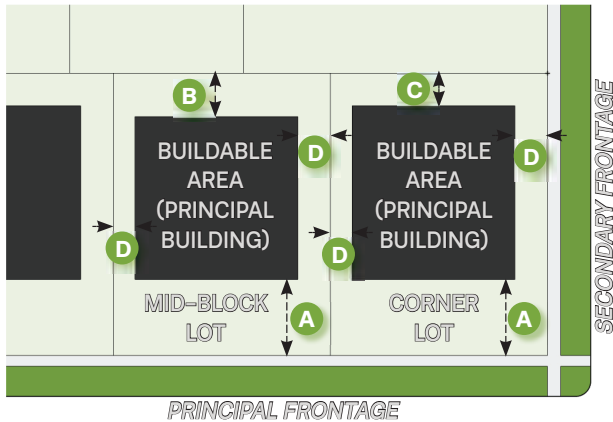 B
C
BUILDABLE
AREA
(PRINCIPAL
BUILDING)
D
BUILDABLE
AREA
(PRINCIPAL
BUILDING)
D
D
D
MID-BLOCK
LOT
A
CORNER
LOT
A
SECONDARY FRONTAGE
PRINCIPAL FRONTAGE